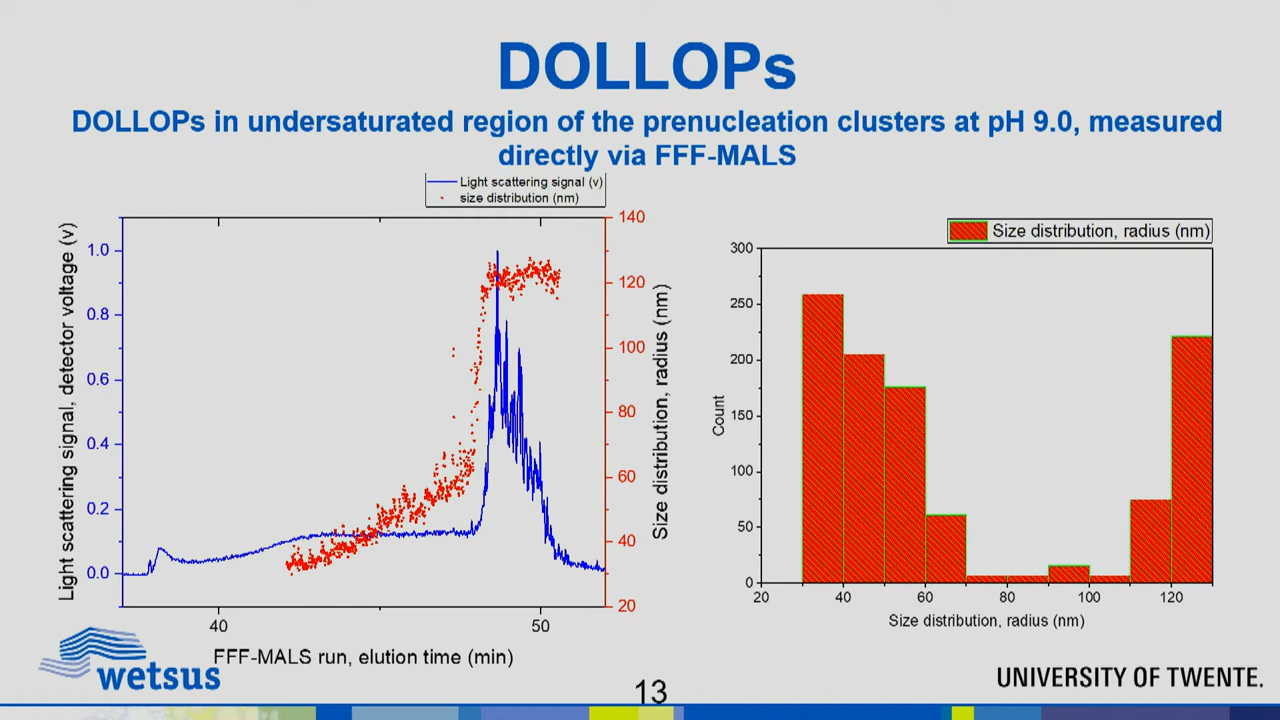 DOLLOPs
DOLLOPs in undersaturated region of the prenucleation clusters at pH 9.0, measured
directly via FFF-MALS
Light scattering signal (v)
size distribution (nm)
Light scattering signal, detector voltage (v)
1.0
0.8
0.6
0.4
0.2
0.0
140
120
100
80
60
40
20
Size distribution, radius (nm)
40
50
FFF-MALS run, elution time (min)
Size distribution, radius (nm)
Count
300
250
200
150
100
50
0
20
40
60
80
100
120
Size distribution, radius (nm)
wetsus
13
UNIVERSITY OF TWENTE.